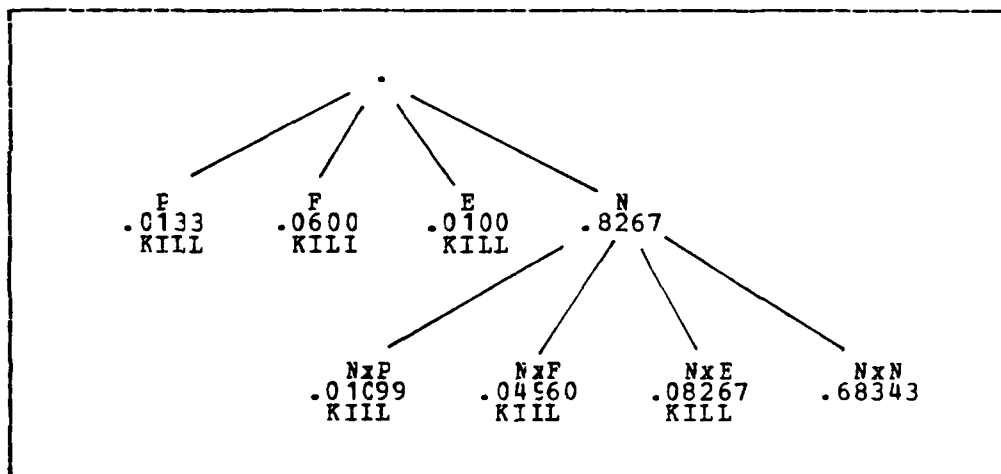 P F E N
.0133 .0600 .0100 .8267
KILL KILL KILL
NxP NxF NxE NxN
.01099 .04960 .08267 .68343
KILL KILL KILL